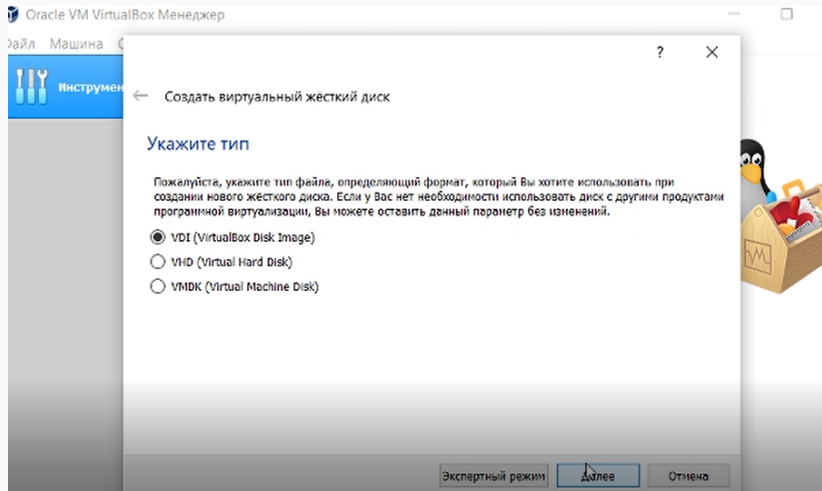 Oracle VM VirtualBox Менеджер
Файл Машина С
Инструмен
?
Создать виртуальный жёсткий диск
Укажите тип
Пожалуйста, укажите тип файла, определяющий формат, который Вы хотите использовать при
создании нового жёсткого диска. Если у Вас нет необходимости использовать диск с другими продуктами
программной виртуализации, Вы можете оставить данный параметр без изменений.
VDI (VirtualBox Disk Image)
VHD (Virtual Hard Disk)
VMDK (Virtual Machine Disk)
Экспертный режим Далее Отмена